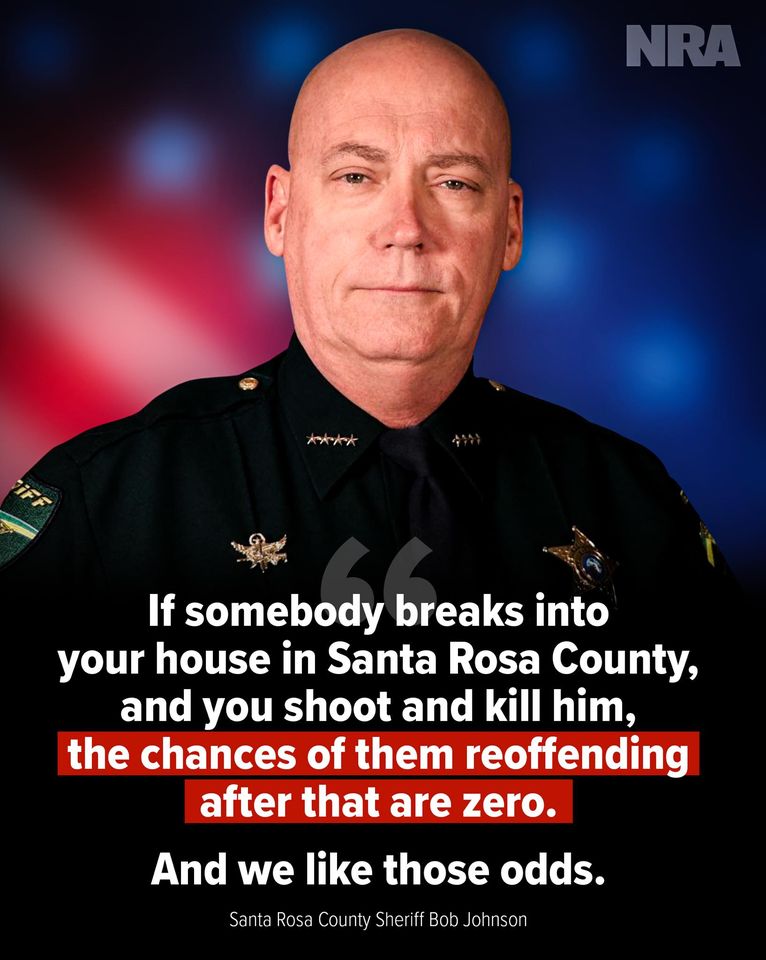 NRA
IFF
“
If somebody breaks into
your house in Santa Rosa County,
and you shoot and kill him,
the chances of them reoffending
after that are zero.
And we like those odds.
Santa Rosa County Sheriff Bob Johnson